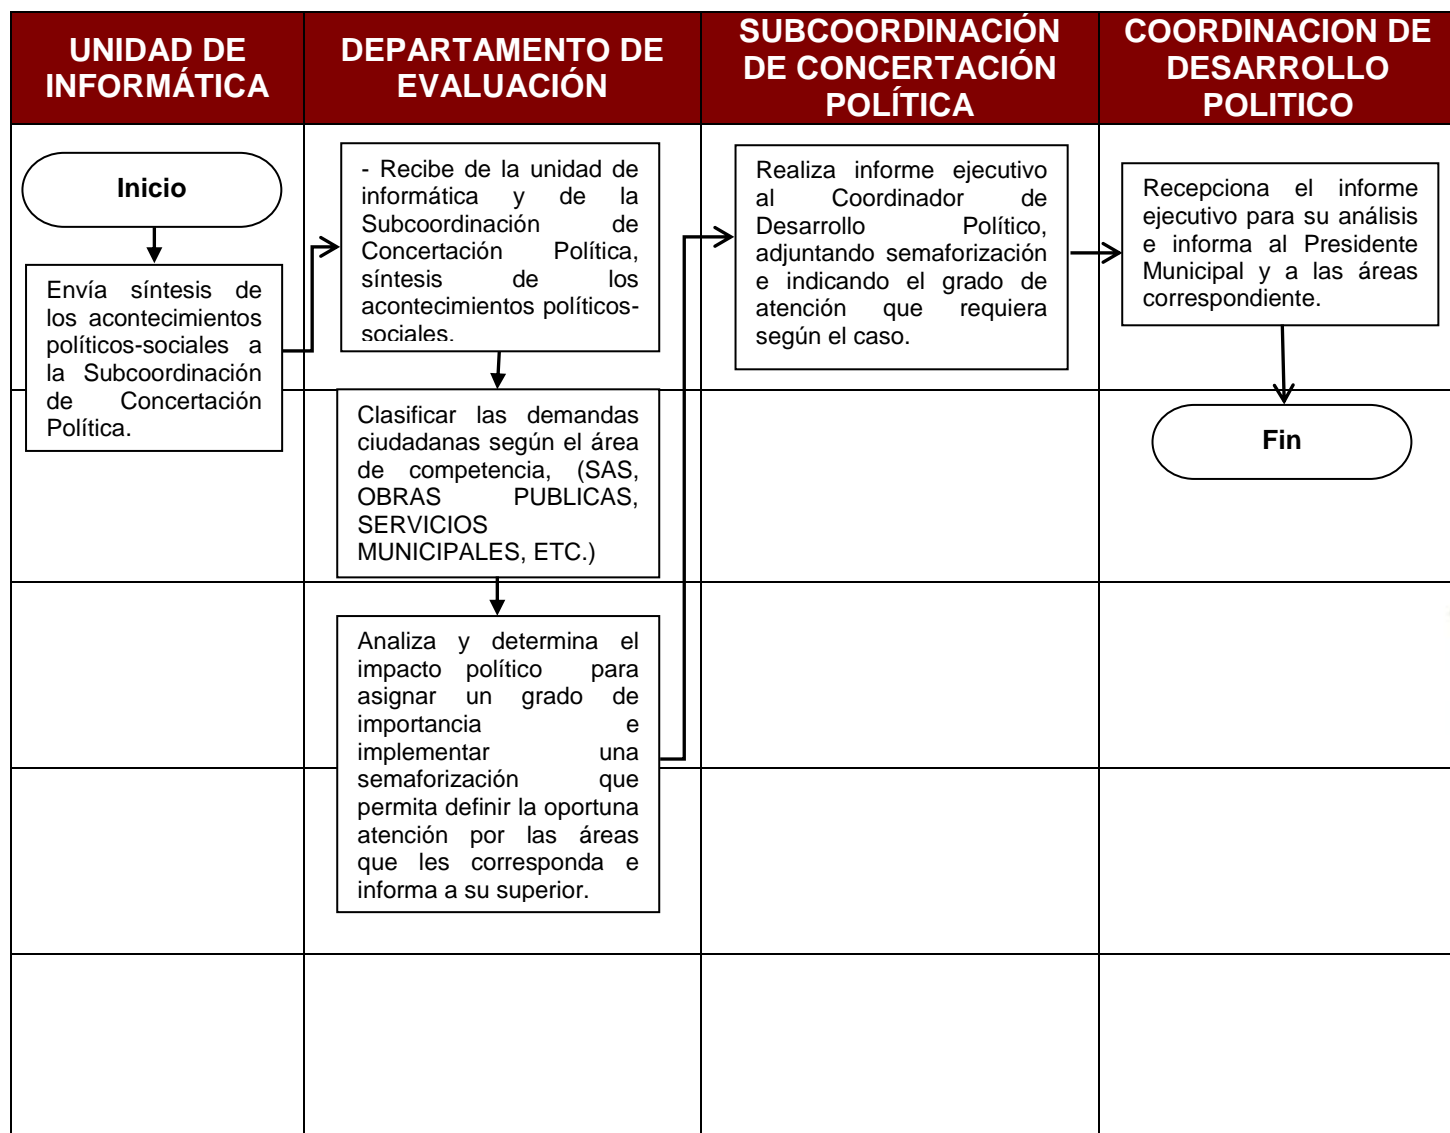 UNIDAD DE
INFORMÁTICA
DEPARTAMENTO DE
EVALUACIÓN
SUBCOORDINACIÓN
DE CONCERTACIÓN
POLÍTICA
COORDINACION DE
DESARROLLO
POLITICO
Inicio
Envía síntesis de
los acontecimientos
políticos-sociales a
la Subcoordinación
de Concertación
Política.
- Recibe de la unidad de
informática y de la
Subcoordinación de
Concertación Política,
síntesis de los
acontecimientos políticos-
sociales.
Clasificar las demandas
ciudadanas según el área
de competencia, (SAS,
OBRAS PUBLICAS,
SERVICIOS
MUNICIPALES, ETC.)
Analiza y determina el
impacto político para
asignar un grado de
importancia e
implementar una
semaforización que
permita definir la oportuna
atención por las áreas
que les corresponda e
informa a su superior.
Realiza informe ejecutivo
al Coordinador de
Desarrollo Político,
adjuntando semaforización
e indicando el grado de
atención que requiera
según el caso.
Recepciona el informe
ejecutivo para su análisis
e informa al Presidente
Municipal y a las áreas
correspondiente.
Fin